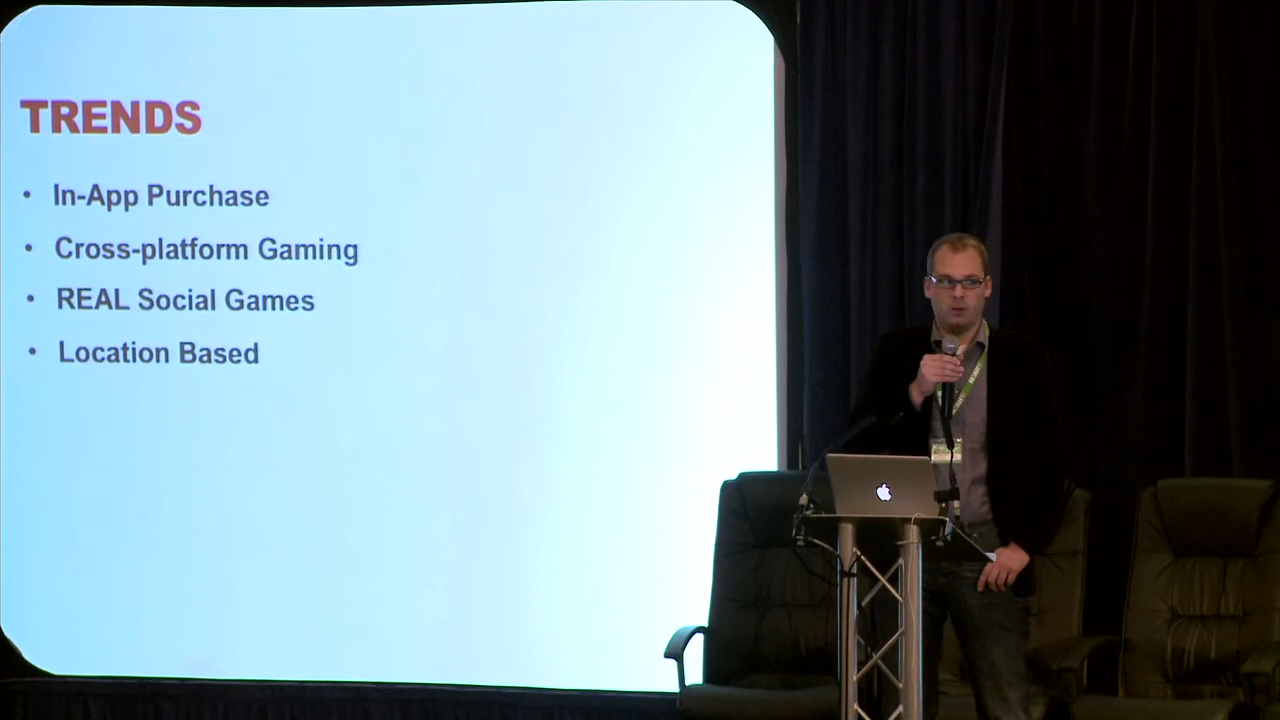 TRENDS
• In-App Purchase
• Cross-platform Gaming
• REAL Social Games
• Location Based